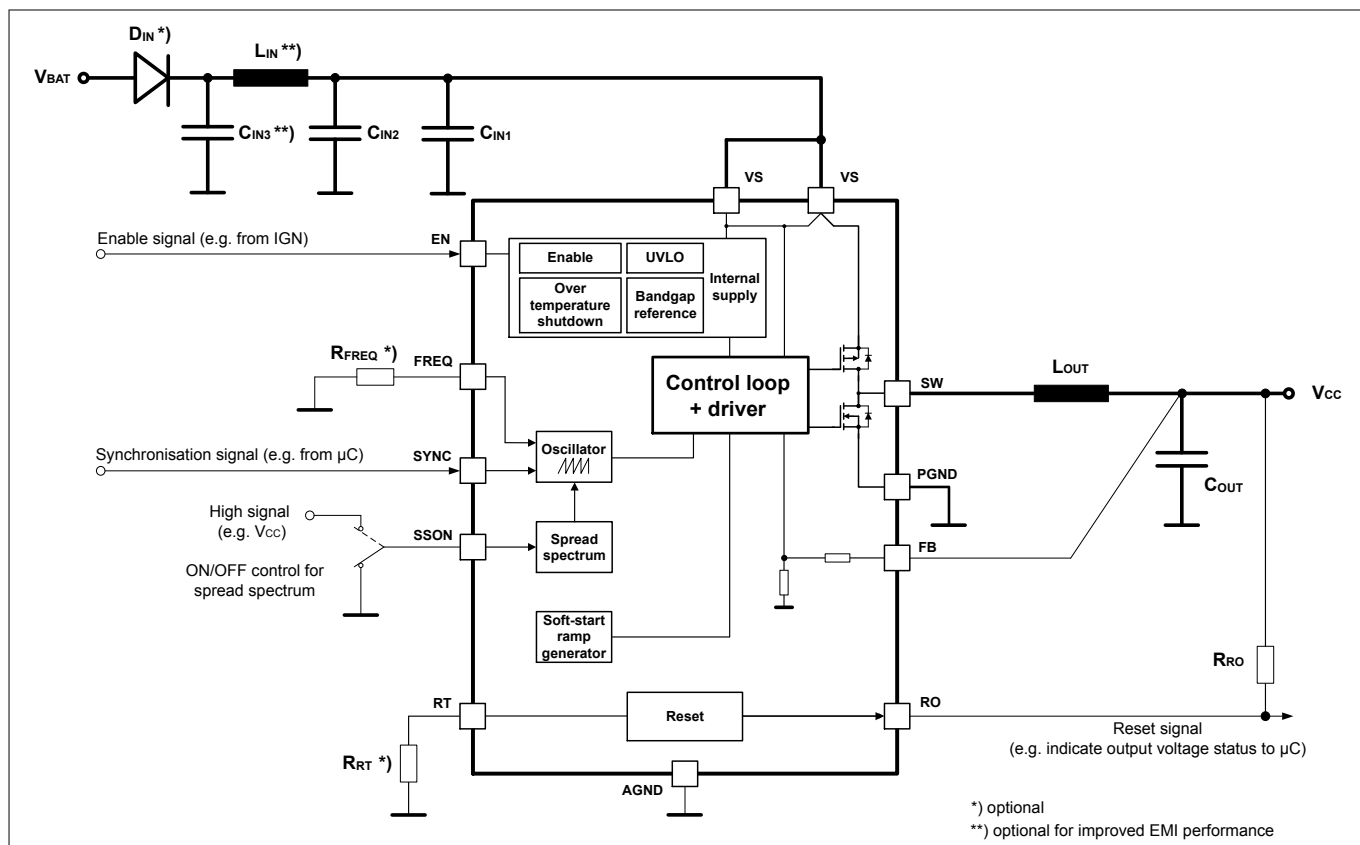 DIN *)
LIN **)
VBAT
CIN3 **)
CIN2
CIN1
VS
VS
Enable signal (e.g. from IGN)
EN
Enable
UVLO
Over
temperature
shutdown
Bandgap
reference
Internal
supply
RFREQ *)
FREQ
Control loop
+ driver
SW
LOUT
VCC
Synchronisation signal (e.g. from µC)
SYNC
Oscillator
PGND
COUT
High signal
(e.g. VCC)
SSON
Spread
spectrum
FB
ON/OFF control for
spread spectrum
Soft-start
ramp
generator
RRO
RT
Reset
RO
Reset signal
(e.g. indicate output voltage status to µC)
RRT *)
AGND
*) optional
**) optional for improved EMI performance